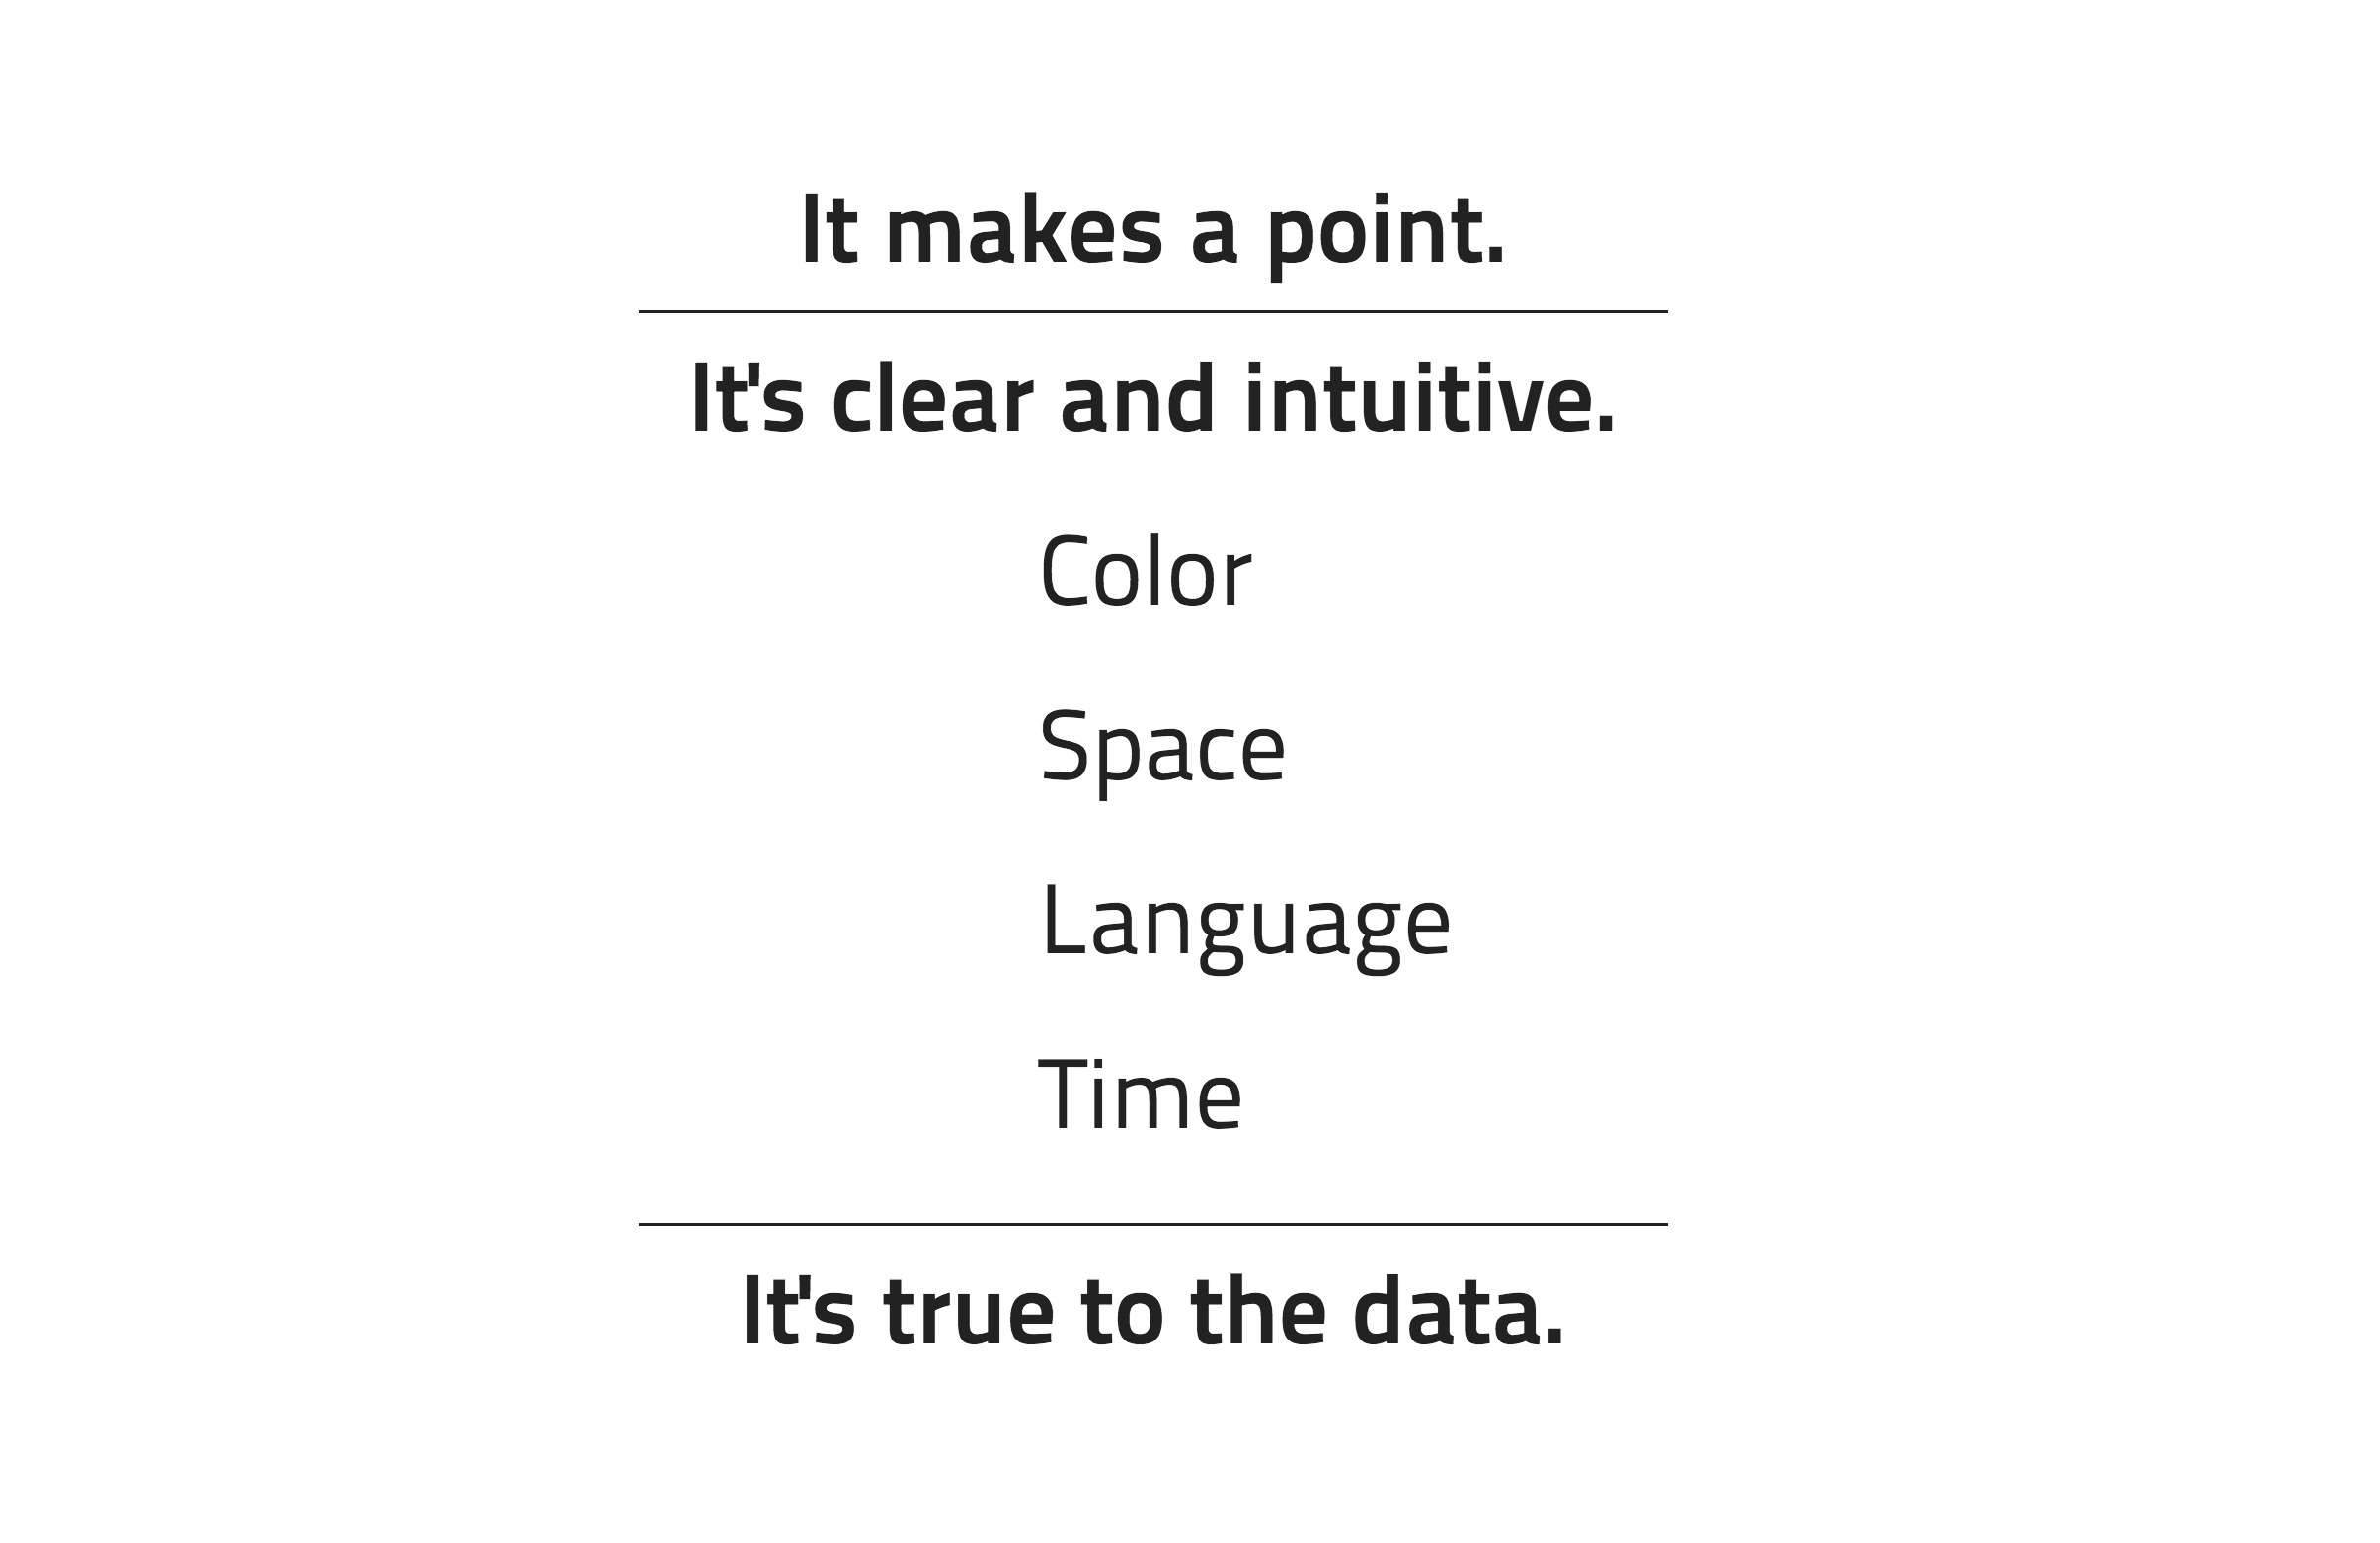 It makes a point.
It's clear and intuitive.
Color
Space
Language
Time
It's true to the data.